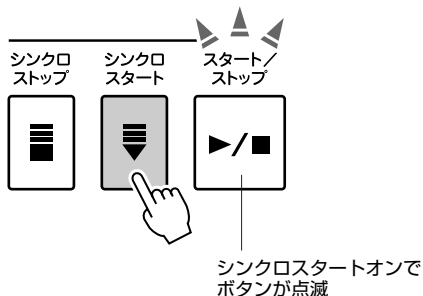 シンクロ
ストップ
シンクロ
スタート
スタート／
ストップ
シンクロスタートオンで
ボタンが点滅